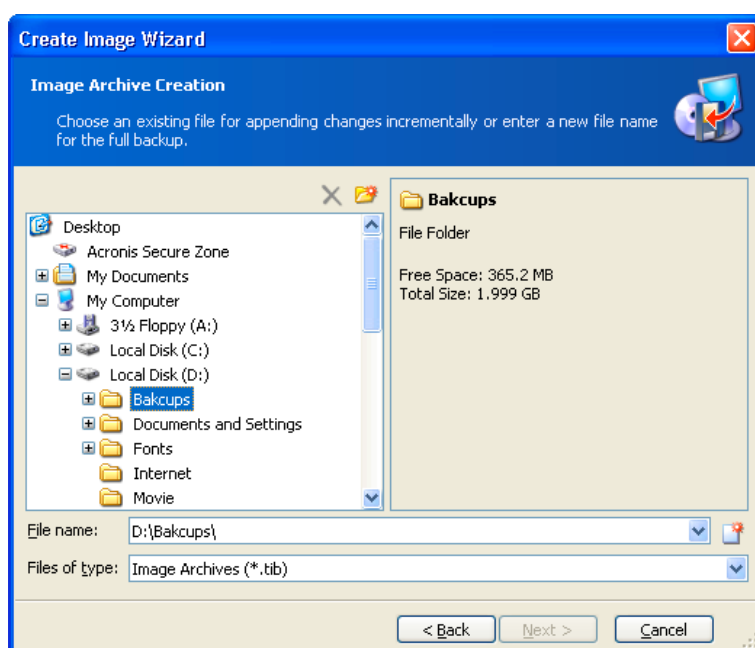 Create Image Wizard
Image Archive Creation
Choose an existing file for appending changes incrementally or enter a new file name
for the full backup.
Desktop
Acronis Secure Zone
My Documents
My Computer
3½ Floppy (A:)
Local Disk (C:)
Local Disk (D:)
Bakcups
Documents and Settings
Fonts
Internet
Movie
Bakcups
File Folder
Free Space: 365.2 MB
Total Size: 1.999 GB
File name: D:\Bakcups\
Files of type: Image Archives (*.tib)
< Back Next > Cancel